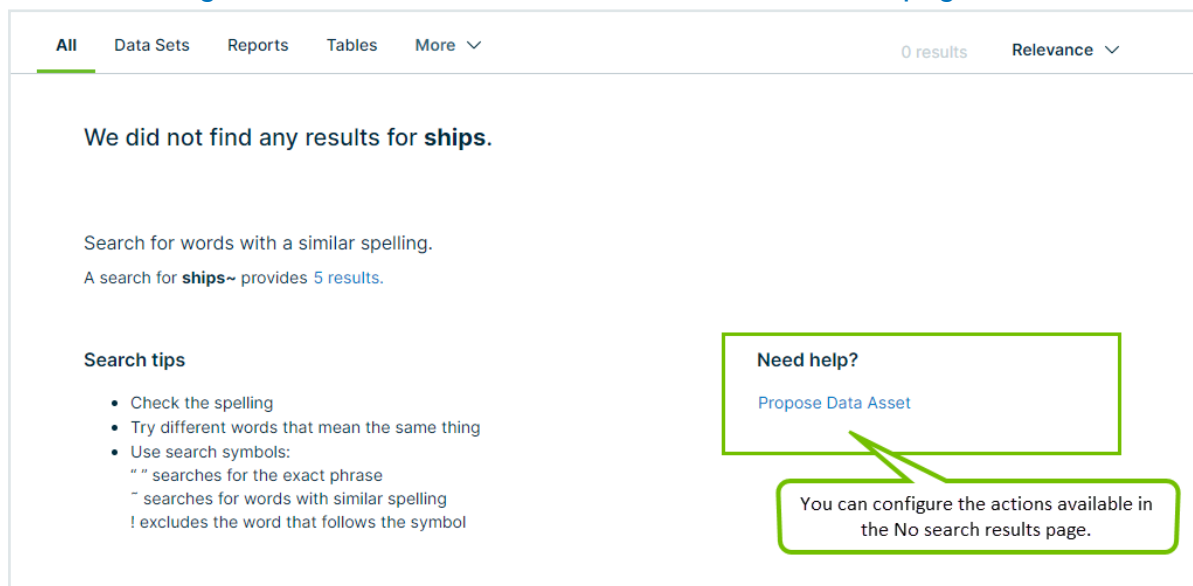 All Data Sets Reports Tables More 0 results Relevance
We did not find any results for ships.
Search for words with a similar spelling.
A search for ships~ provides 5 results.
Search tips
• Check the spelling
• Try different words that mean the same thing
• Use search symbols:
“ ” searches for the exact phrase
~ searches for words with similar spelling
! excludes the word that follows the symbol
Need help?
Propose Data Asset
You can configure the actions available in
the No search results page.